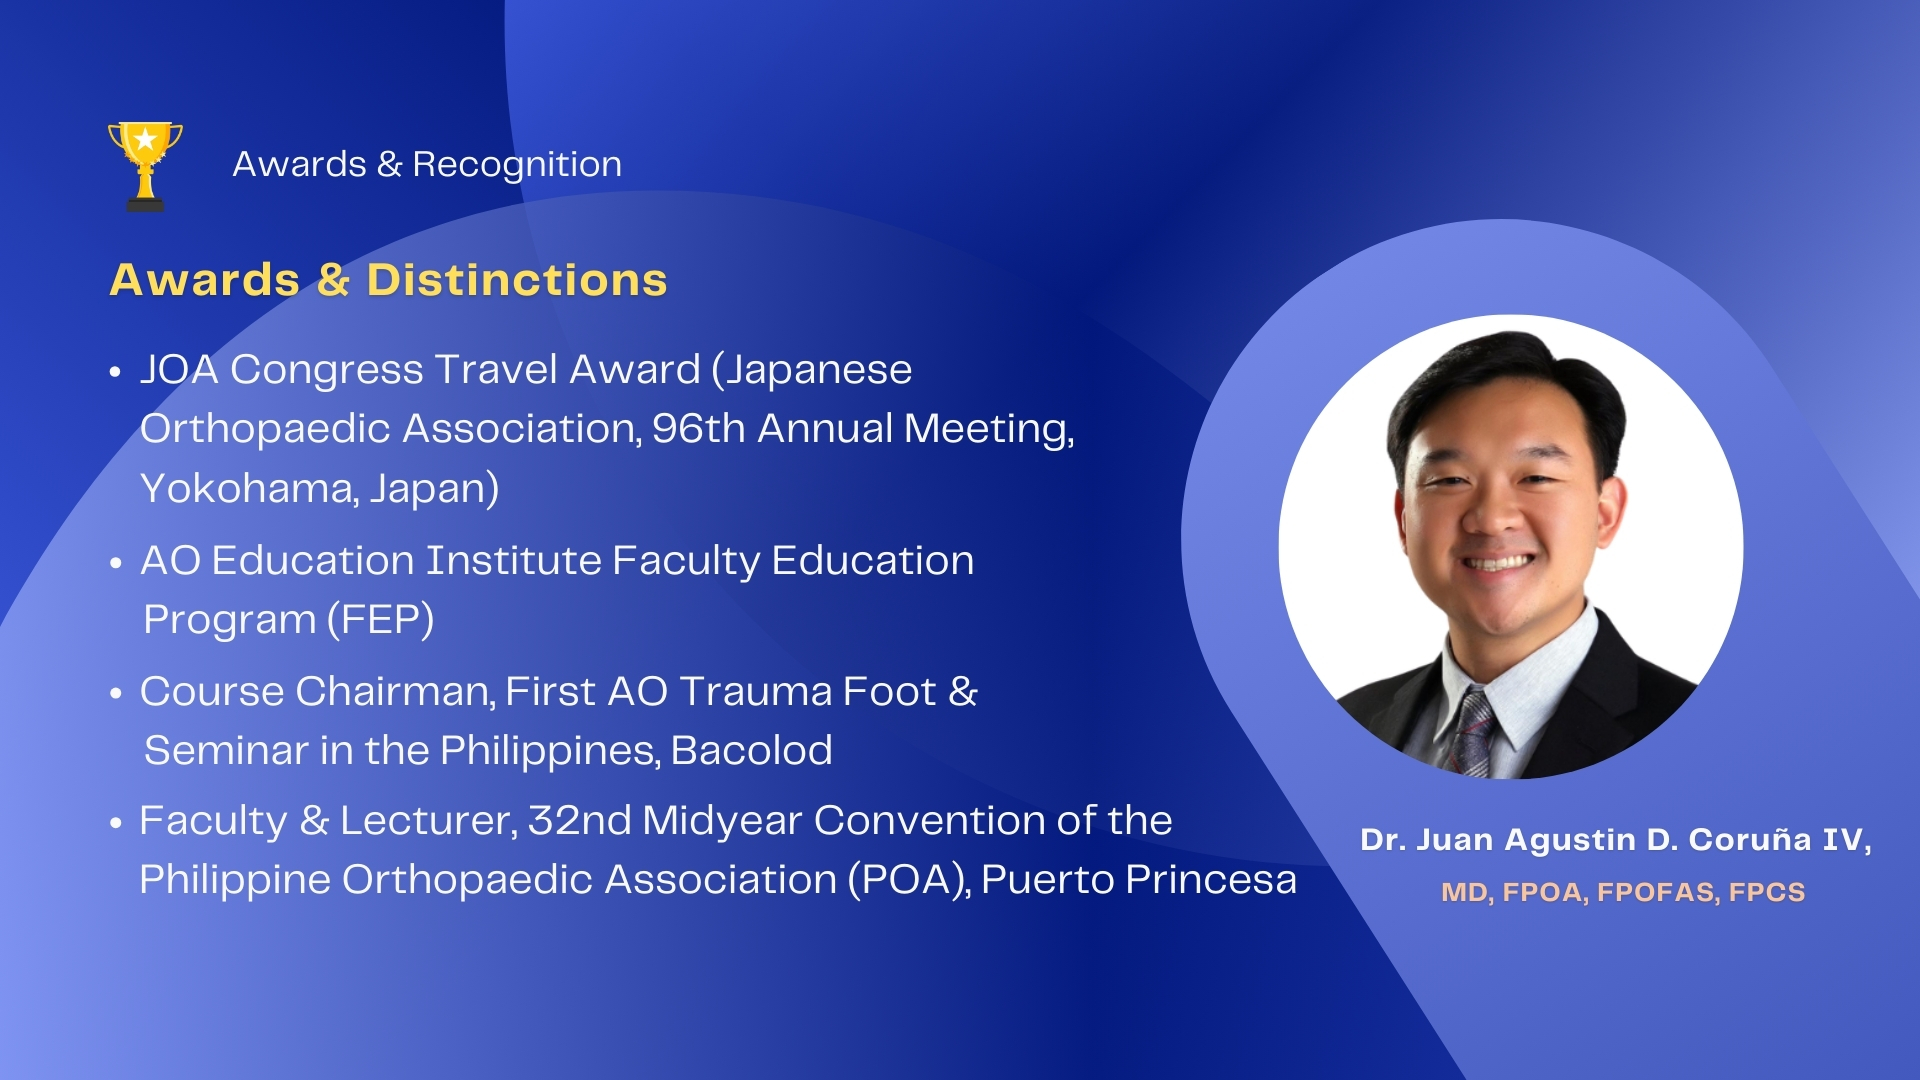 Awards & Recognition
Awards & Distinctions
• JOA Congress Travel Award (Japanese
Orthopaedic Association, 96th Annual Meeting,
Yokohama, Japan)
• AO Education Institute Faculty Education
Program (FEP)
• Course Chairman, First AO Trauma Foot &
Seminar in the Philippines, Bacolod
• Faculty & Lecturer, 32nd Midyear Convention of the
Philippine Orthopaedic Association (POA), Puerto Princesa
Dr. Juan Agustin D. Coruña IV,
MD, FPOA, FPOFAS, FPCS